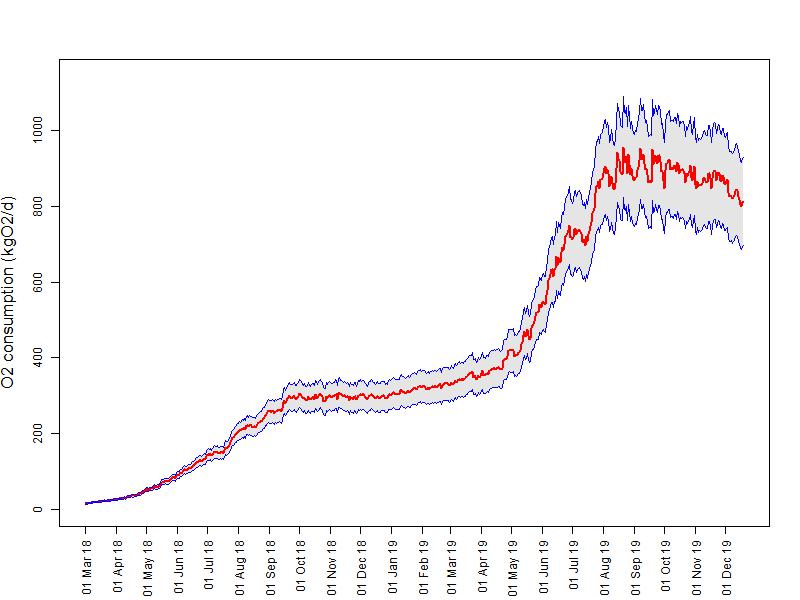 O2 consumption (kgO2/d)
1000
800
600
400
200
0
01 Mar 18
01 Apr 18
01 May 18
01 Jun 18
01 Jul 18
01 Aug 18
01 Sep 18
01 Oct 18
01 Nov 18
01 Dec 18
01 Jan 19
01 Feb 19
01 Mar 19
01 Apr 19
01 May 19
01 Jun 19
01 Jul 19
01 Aug 19
01 Sep 19
01 Oct 19
01 Nov 19
01 Dec 19